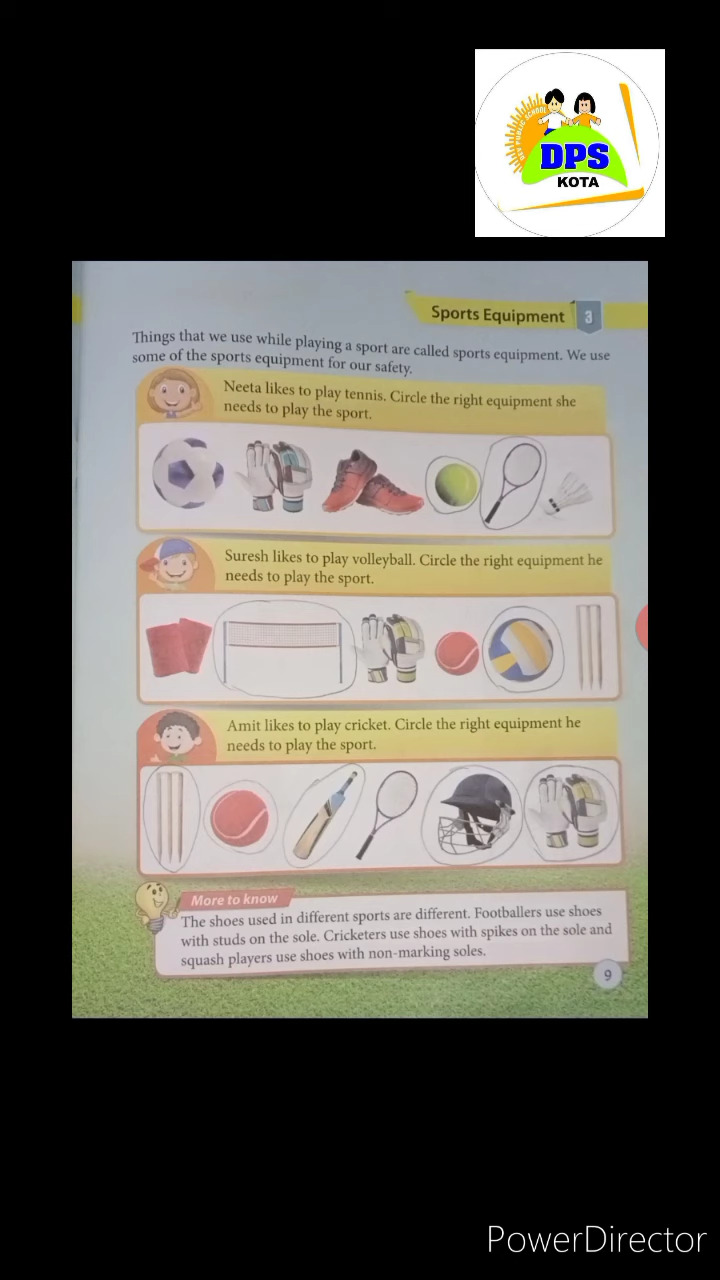 DPS
KOTA
Sports Equipment 3
Things that we use while playing a sport are called sports equipment. We use
some of the sports equipment for our safety.
Neeta likes to play tennis. Circle the right equipment she
needs to play the sport.
Suresh likes to play volleyball. Circle the right equipment he
needs to play the sport.
Amit likes to play cricket. Circle the right equipment he
needs to play the sport.
More to know
The shoes used in different sports are different. Footballers use shoes
with studs on the sole. Cricketers use shoes with spikes on the sole and
squash players use shoes with non-marking soles.
9
PowerDirector